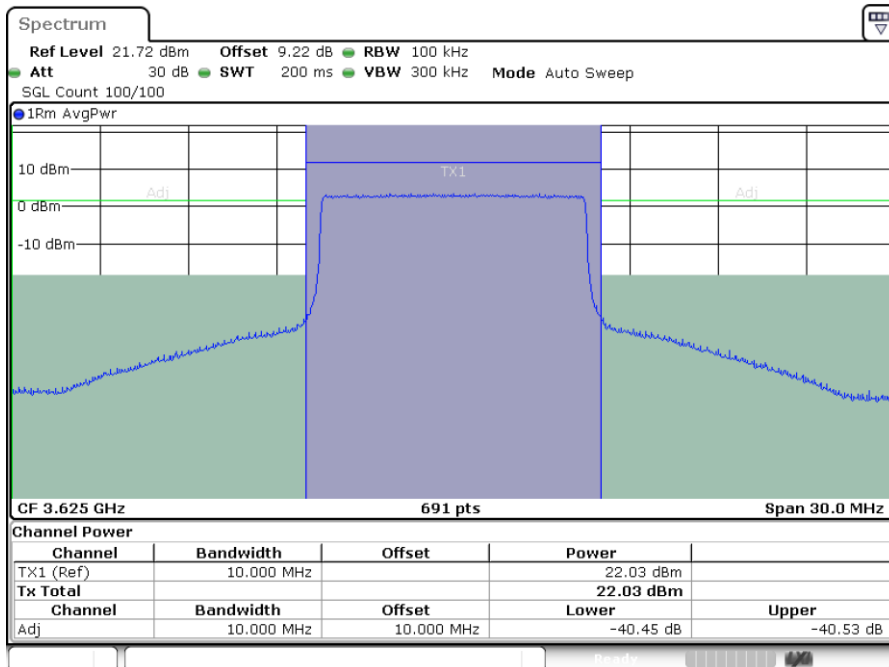 Spectrum
Ref Level 21.72 dBm Offset 9.22 dB RBW 100 kHz
Att 30 dB SWT 200 ms VBW 300 kHz Mode Auto Sweep
SGL Count 100/100
1Rm AvgPwr
10 dBm
TX1
Adj Adj
0 dBm
-10 dBm
CF 3.625 GHz 691 pts Span 30.0 MHz
Channel Power
Channel Bandwidth Offset Power
TX1 (Ref) 10.000 MHz 22.03 dBm
Tx Total 22.03 dBm
Channel Bandwidth Offset Lower Upper
Adj 10.000 MHz 10.000 MHz -40.45 dB -40.53 dB
Ready